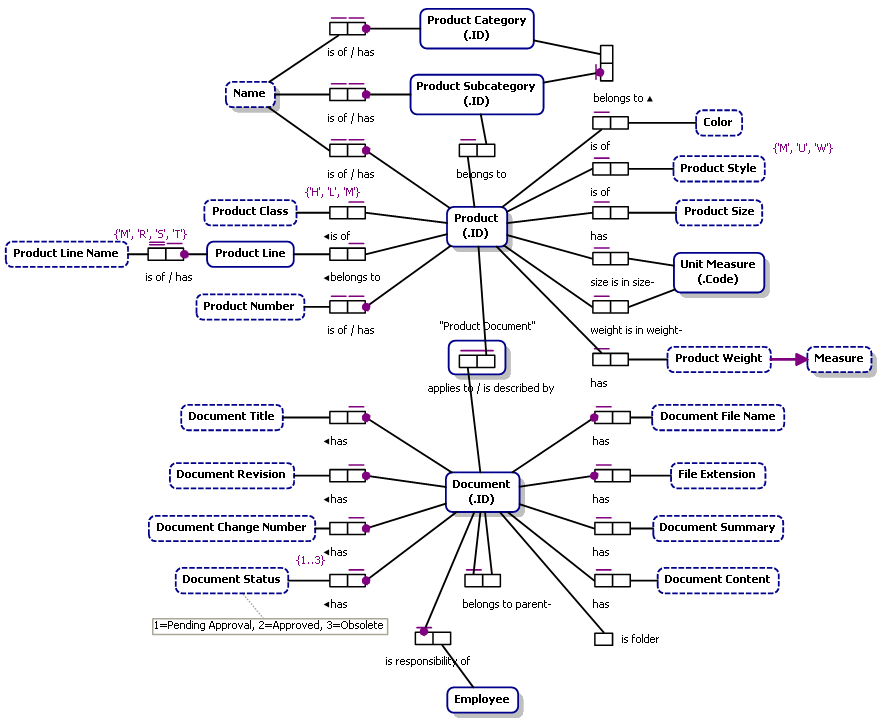 Product Category
(.ID)
is of / has
Name
Product Subcategory
(.ID)
is of / has
belongs to ▲
Color
is of
{'M', 'U', 'W'}
is of / has
belongs to
Product Style
is of
{'H', 'L', 'M'}
Product Class
◄is of
Product
(.ID)
Product Size
has
{'M', 'R', 'S', 'T'}
Product Line Name
is of / has
Product Line
◄belongs to
Unit Measure
(.Code)
size is in size-
Product Number
is of / has
weight is in weight-
"Product Document"
applies to / is described by
Product Weight
has
Measure
Document Title
◄has
Document File Name
has
Document Revision
◄has
Document
(.ID)
File Extension
has
Document Change Number
◄has
Document Summary
has
{1..3}
Document Status
◄has
belongs to parent-
Document Content
has
1=Pending Approval, 2=Approved, 3=Obsolete
is folder
is responsibility of
Employee